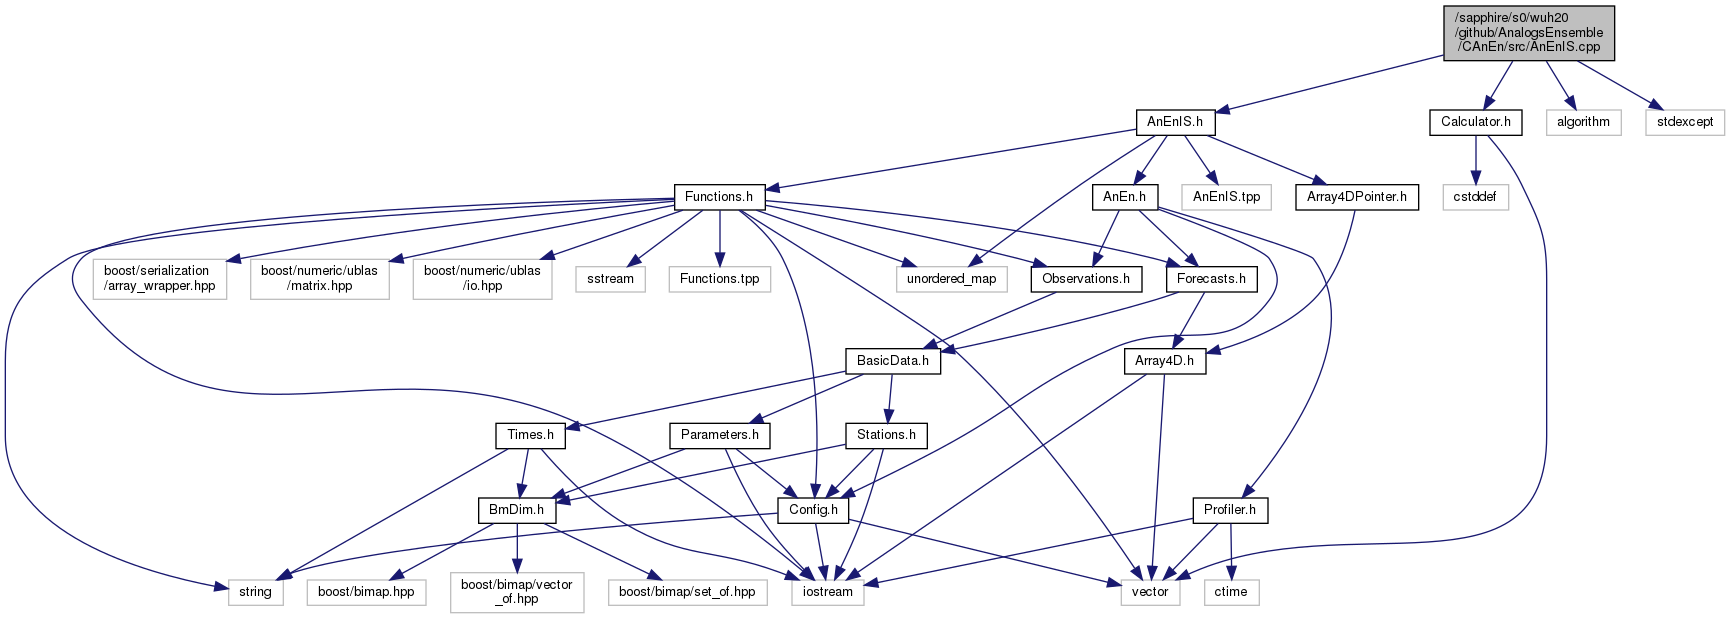 /sapphire/s0/wuh20
/github/AnalogsEnsemble
/CAnEn/src/AnEnIS.cpp
AnEnIS.h
Calculator.h
algorithm
stdexcept
Functions.h
AnEn.h
AnEnIS.tpp
Array4DPointer.h
cstddef
boost/serialization
/array_wrapper.hpp
boost/numeric/ublas
/matrix.hpp
boost/numeric/ublas
/io.hpp
sstream
Functions.tpp
unordered_map
Observations.h
Forecasts.h
BasicData.h
Array4D.h
Times.h
Parameters.h
Stations.h
BmDim.h
Config.h
Profiler.h
string
boost/bimap.hpp
boost/bimap/vector
_of.hpp
boost/bimap/set_of.hpp
iostream
vector
ctime